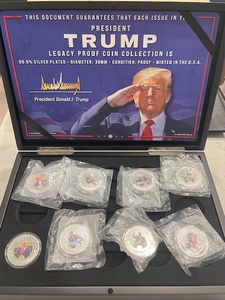 THIS DOCUMENT GUARANTEES THAT EACH ISSUE IN T
PRESIDENT
TRUMP
LEGACY PROOF COIN COLLECTION IS
99.9% SILVER PLATED • DIAMETER: 39MM • CONDITION: PROOF • MINTED IN THE U.S.A.
President Donald J. Trump